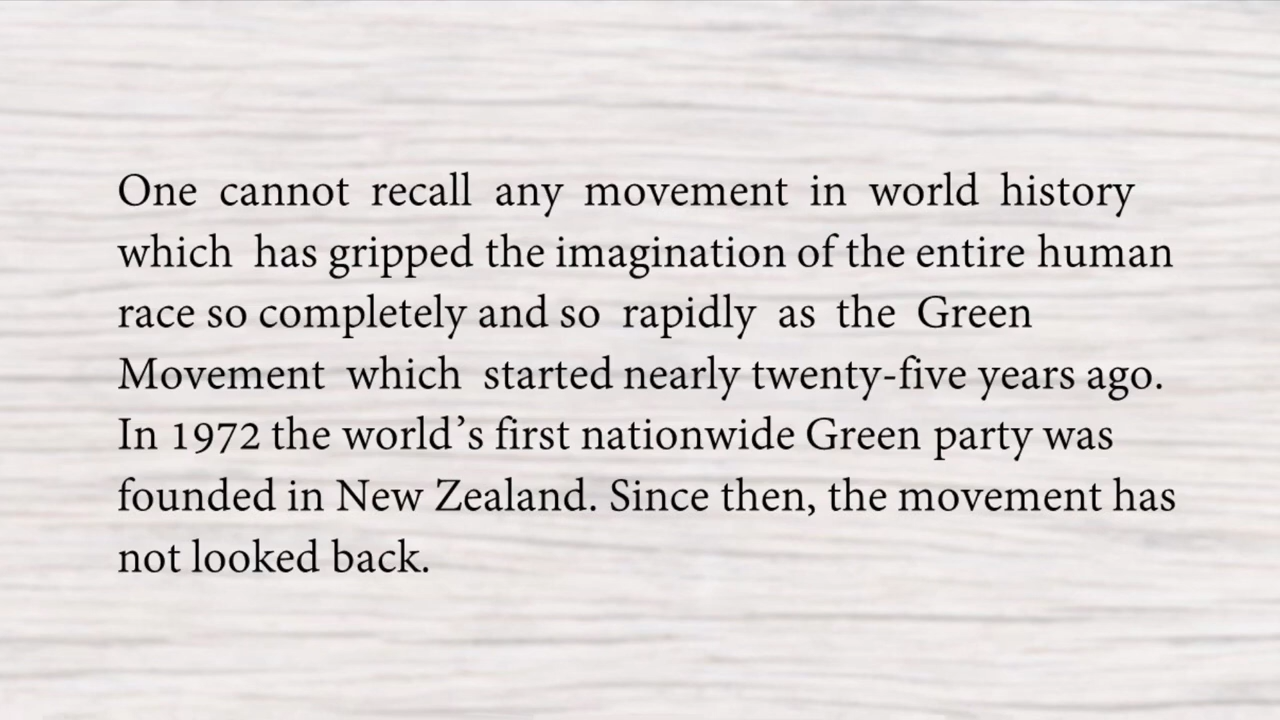 One cannot recall any movement in world history
which has gripped the imagination of the entire human
race so completely and so rapidly as the Green
Movement which started nearly twenty-five years ago.
In 1972 the world’s first nationwide Green party was
founded in New Zealand. Since then, the movement has
not looked back.